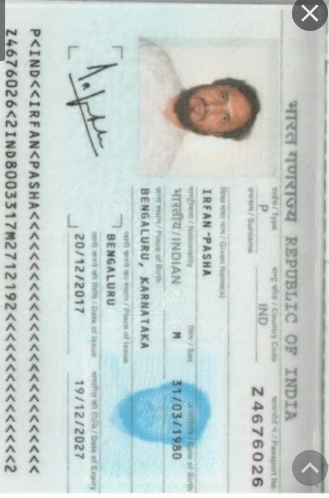 भारत गणराज्य REPUBLIC OF INDIA
टाईप / Type
राष्ट्र कोड / Country Code
पासपोर्ट नं. / Passport No.
P
IND
Z4676026
उपनाम / Surname
दिया गया नाम / Given Name(s)
IRFAN PASHA
राष्ट्रीयता / Nationality
लिंग / Sex
जन्मतिथि / Date of Birth
भारतीय / INDIAN
M
31/03/1980
जन्म स्थान / Place of Birth
BENGALURU, KARNATAKA
जारी करने का स्थान / Place of Issue
BENGALURU
जारी करने की तिथि / Date of Issue
समाप्ति की तिथि / Date of Expiry
20/12/2017
19/12/2027
P<IND<<IRFAN<PASHA<<<<<<<<<<<<<<<<<<<<<<<<<<
Z4676026<2IND8003317M2712192<<<<<<<<<<<<<<2